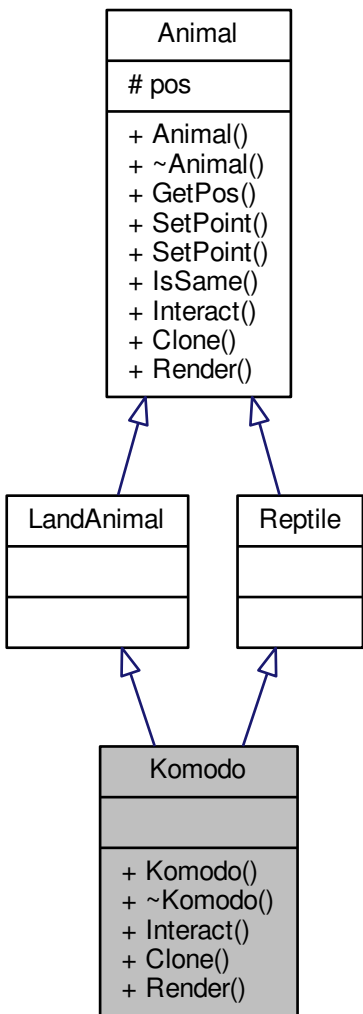 Animal
# pos
+ Animal()
+ ~Animal()
+ GetPos()
+ SetPoint()
+ SetPoint()
+ IsSame()
+ Interact()
+ Clone()
+ Render()
LandAnimal
Reptile
Komodo
+ Komodo()
+ ~Komodo()
+ Interact()
+ Clone()
+ Render()